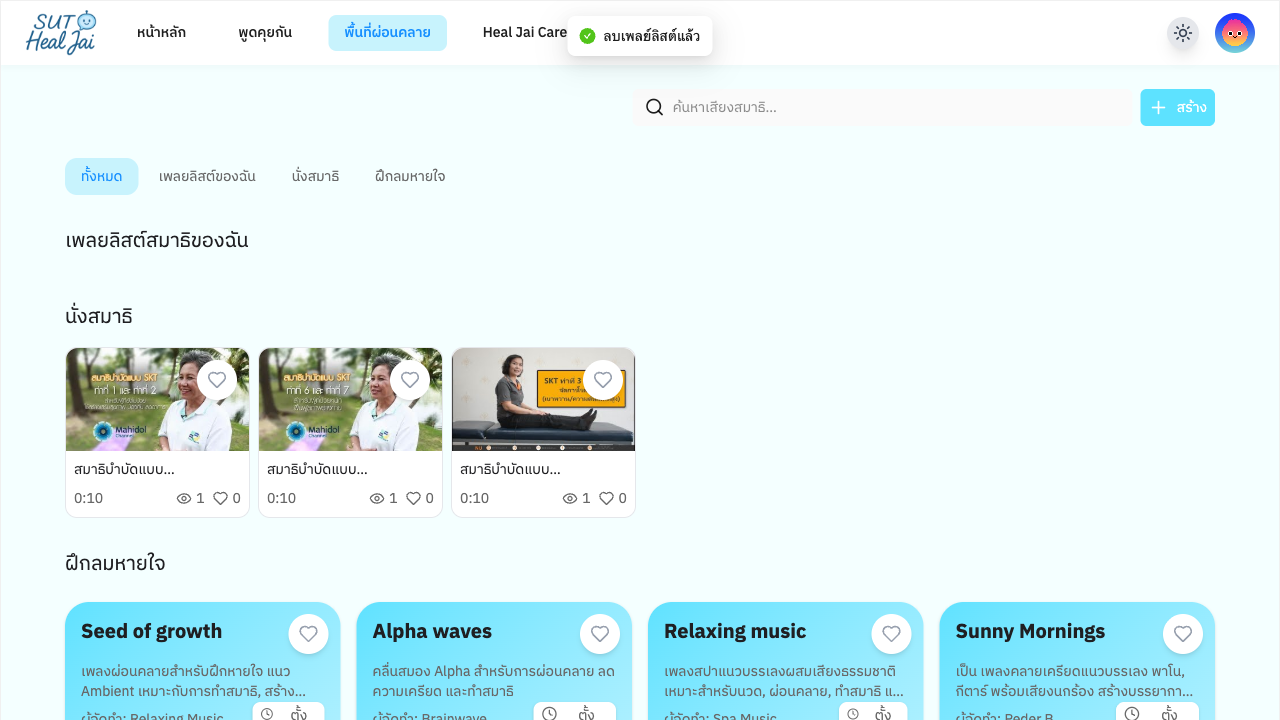 SUT
Heal Jai
หน้าหลัก
พูดคุยกัน
พื้นที่ผ่อนคลาย
Heal Jai Care
ลบเพลย์ลิสต์แล้ว
ค้นหาเสียงสมาธิ...
สร้าง
ทั้งหมด
เพลยลิสต์ของฉัน
นั่งสมาธิ
ฝึกลมหายใจ
เพลยลิสต์สมาธิของฉัน
นั่งสมาธิ
สมาธิบำบัดแบบ SKT
ท่าที่ 1 และ ท่าที่ 2
Mahidol
Channel
สมาธิบำบัดแบบ...
0:10
1
0
สมาธิบำบัดแบบ SKT
ท่าที่ 6 และ ท่าที่ 7
Mahidol
Channel
สมาธิบำบัดแบบ...
0:10
1
0
SKT ท่าที่ 3
สมาธิบำบัดแบบ...
0:10
1
0
ฝึกลมหายใจ
Seed of growth
เพลงผ่อนคลายสำหรับฝึกหายใจ แนว
Ambient เหมาะกับการทำสมาธิ, สร้าง...
ผู้จัดทำ: Relaxing Music
ตั้ง
Alpha waves
คลื่นสมอง Alpha สำหรับการผ่อนคลาย ลด
ความเครียด และทำสมาธิ
ผู้จัดทำ: Brainwave
ตั้ง
Relaxing music
เพลงสปาแนวบรรเลงผสมเสียงธรรมชาติ
เหมาะสำหรับนวด, ผ่อนคลาย, ทำสมาธิ แ...
ผู้จัดทำ: Spa Music
ตั้ง
Sunny Mornings
เป็น เพลงคลายเครียดแนวบรรเลง พาโน,
กีตาร์ พร้อมเสียงนกร้อง สร้างบรรยากา...
ผู้จัดทำ: Peder B.
ตั้ง